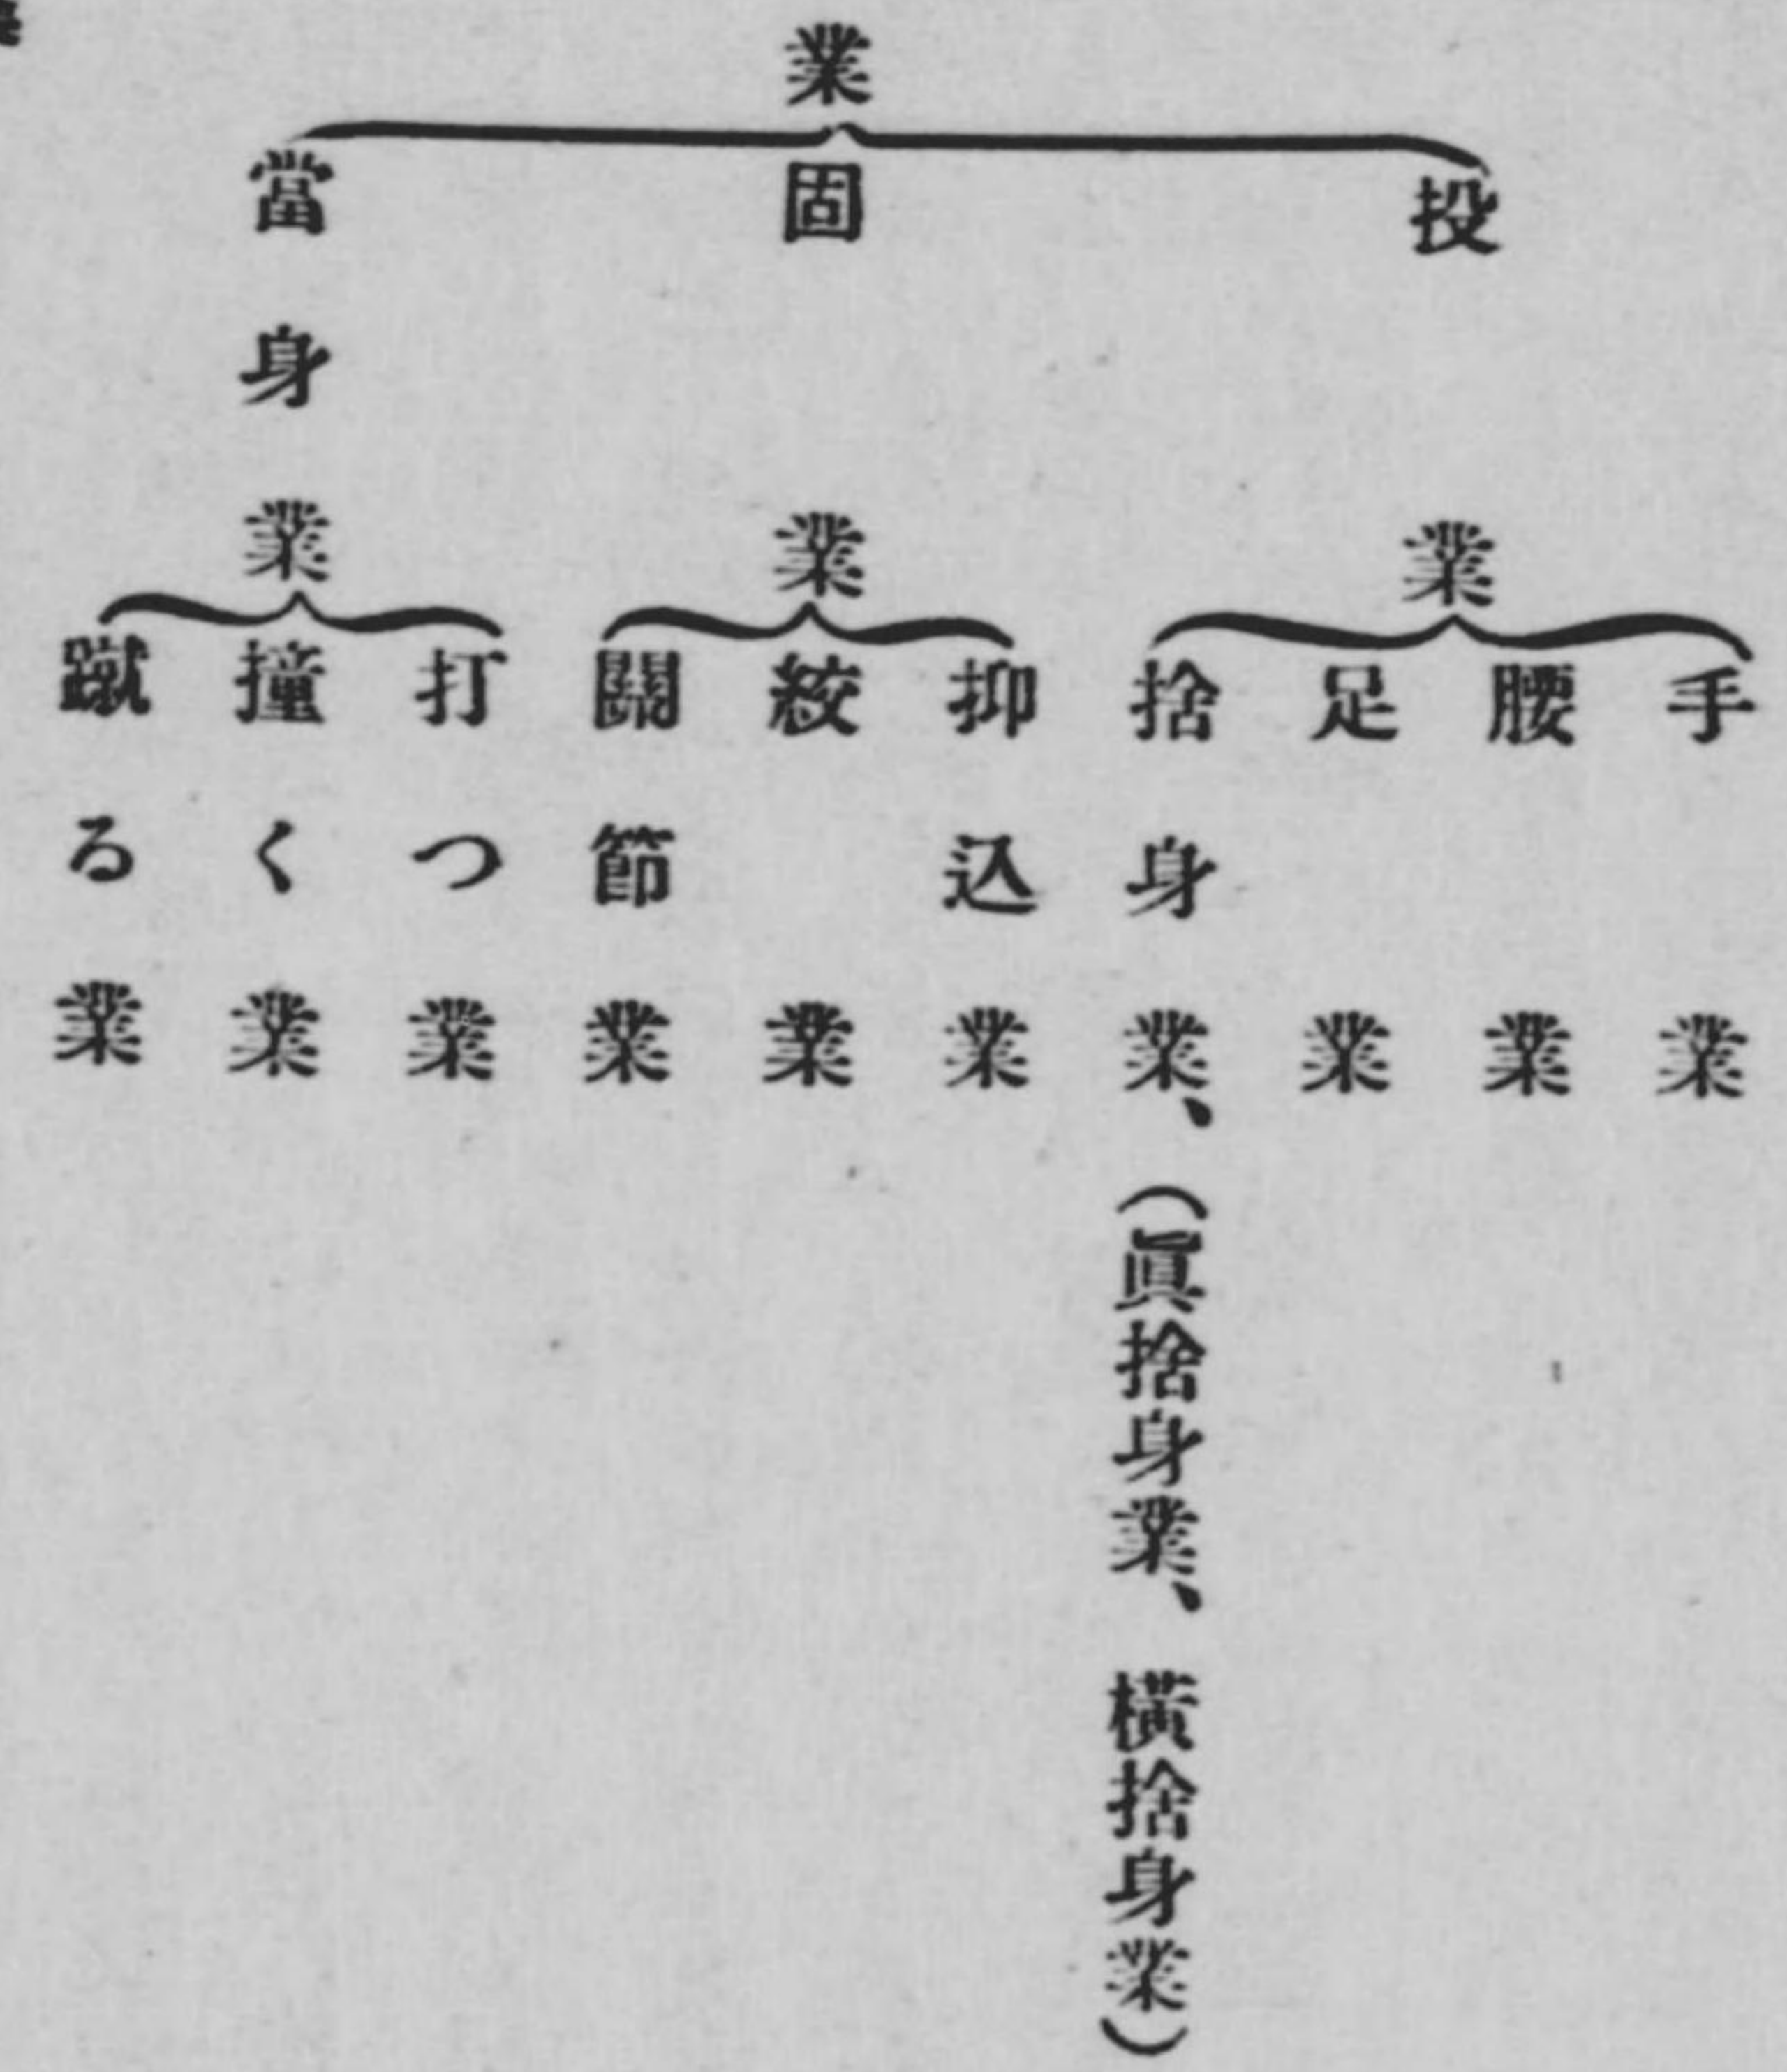 業
投業
手業
腰業
足業
捨身業、(眞捨身業、橫捨身業)
固業
抑込業
絞業
關節業
當身業
打つ業
撞く業
蹴る業